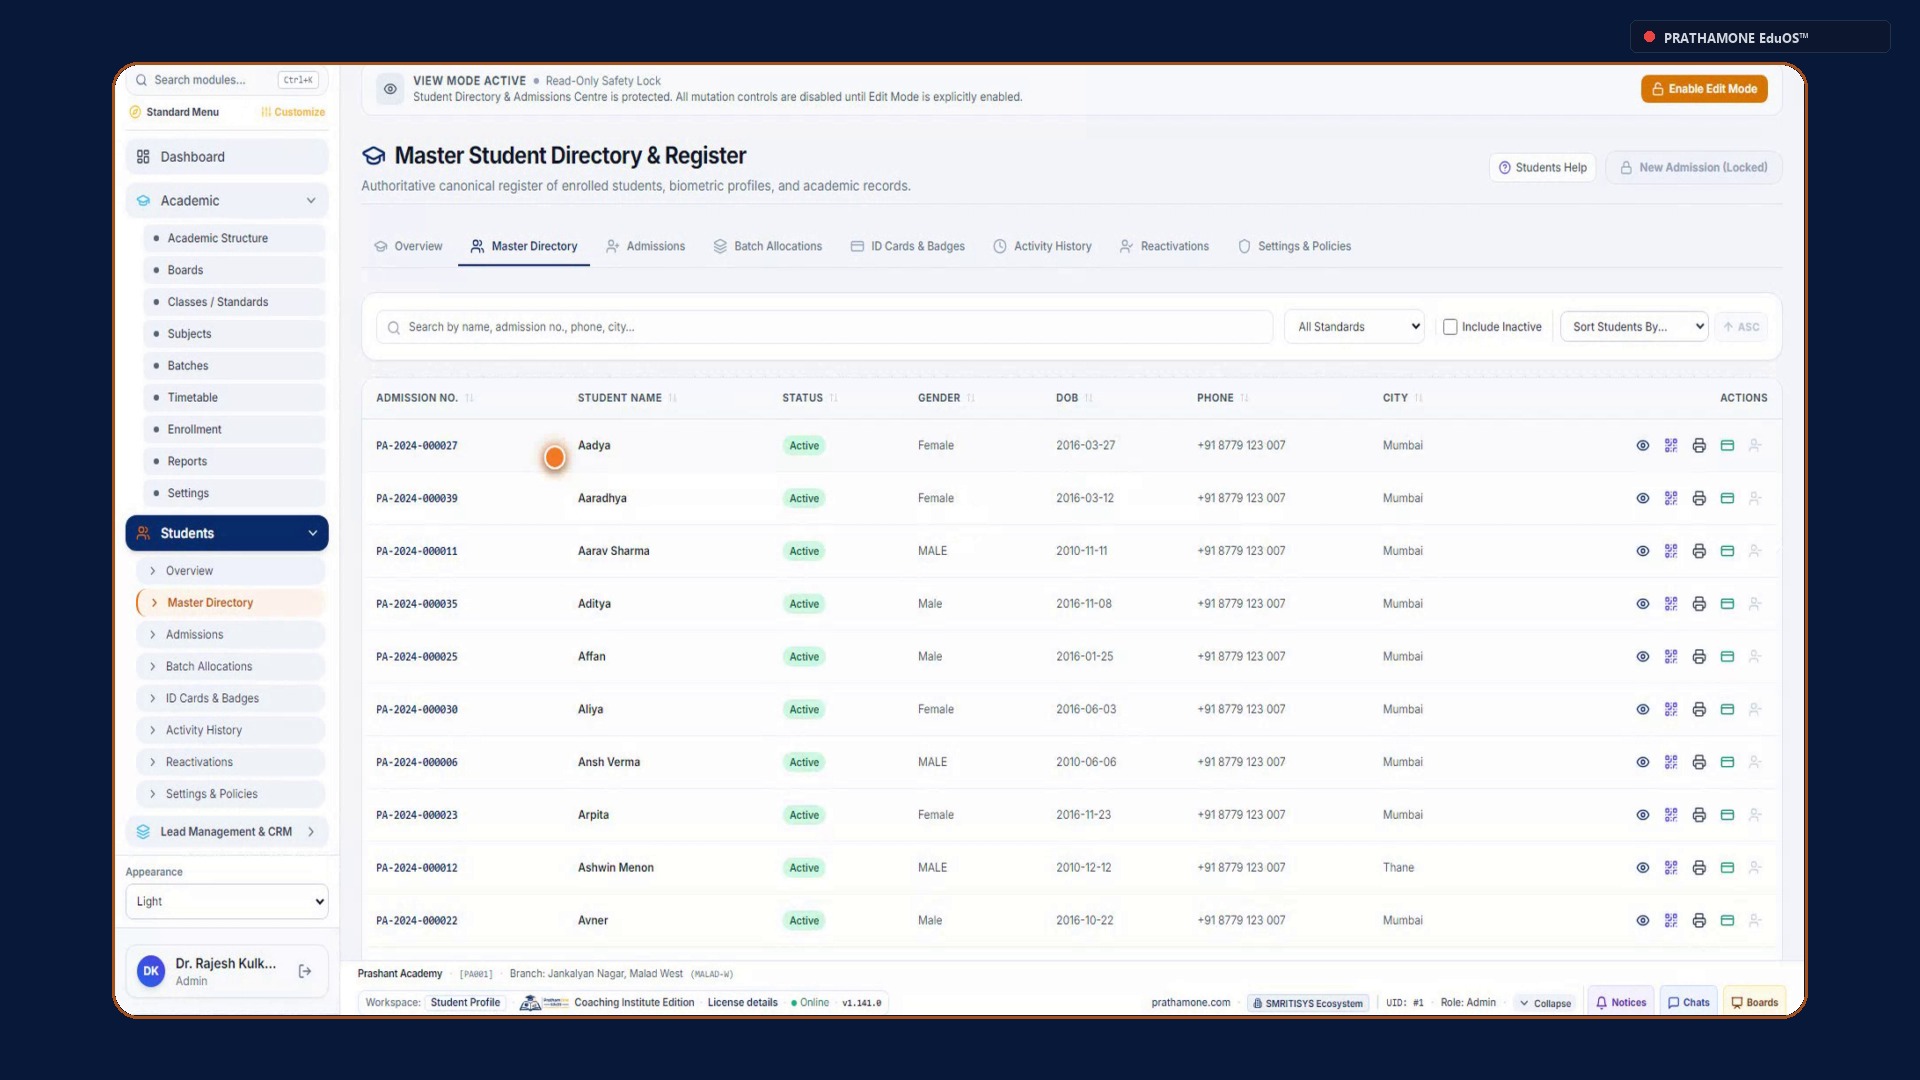 PRATHAMONE EduOS™
Search modules... Ctrl+K
Standard Menu Customize
Dashboard
Academic
Academic Structure
Boards
Classes / Standards
Subjects
Batches
Timetable
Enrollment
Reports
Settings
Students
Overview
Master Directory
Admissions
Batch Allocations
ID Cards & Badges
Activity History
Reactivations
Settings & Policies
Lead Management & CRM
Appearance
Light
DK Dr. Rajesh Kulk...
Admin
VIEW MODE ACTIVE Read-Only Safety Lock
Student Directory & Admissions Centre is protected. All mutation controls are disabled until Edit Mode is explicitly enabled.
Enable Edit Mode
Master Student Directory & Register
Authoritative canonical register of enrolled students, biometric profiles, and academic records.
Students Help New Admission (Locked)
Overview Master Directory Admissions Batch Allocations ID Cards & Badges Activity History Reactivations Settings & Policies
Search by name, admission no., phone, city... All Standards Include Inactive Sort Students By... ASC
ADMISSION NO. STUDENT NAME STATUS GENDER DOB PHONE CITY ACTIONS
PA-2024-000027 Aadya Active Female 2016-03-27 +91 8779 123 007 Mumbai
PA-2024-000039 Aaradhya Active Female 2016-03-12 +91 8779 123 007 Mumbai
PA-2024-000011 Aarav Sharma Active MALE 2010-11-11 +91 8779 123 007 Mumbai
PA-2024-000035 Aditya Active Male 2016-11-08 +91 8779 123 007 Mumbai
PA-2024-000025 Affan Active Male 2016-01-25 +91 8779 123 007 Mumbai
PA-2024-000030 Aliya Active Female 2016-06-03 +91 8779 123 007 Mumbai
PA-2024-000006 Ansh Verma Active MALE 2010-06-06 +91 8779 123 007 Mumbai
PA-2024-000023 Arpita Active Female 2016-11-23 +91 8779 123 007 Mumbai
PA-2024-000012 Ashwin Menon Active MALE 2010-12-12 +91 8779 123 007 Thane
PA-2024-000022 Avner Active Male 2016-10-22 +91 8779 123 007 Mumbai
Prashant Academy · [PA001] · Branch: Jankalyan Nagar, Malad West (MALAD-W)
Workspace: Student Profile · Coaching Institute Edition · License details · Online · v1.141.0
prathamone.com · SMRITISYS Ecosystem UID: #1 · Role: Admin · Collapse Notices Chats Boards